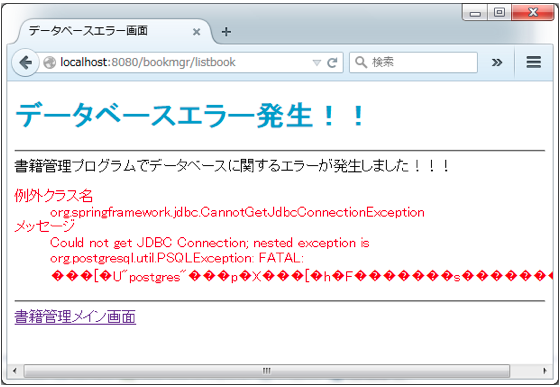 データベースエラー画面
localhost:8080/bookmgr/listbook
検索
データベースエラー発生！！
書籍管理プログラムでデータベースに関するエラーが発生しました！！！
例外クラス名
org.springframework.jdbc.CannotGetJdbcConnectionException
メッセージ
Could not get JDBC Connection; nested exception is
org.postgresql.util.PSQLException: FATAL:
���[�U"postgres"���p�X���[�h�F�������s�������
書籍管理メイン画面